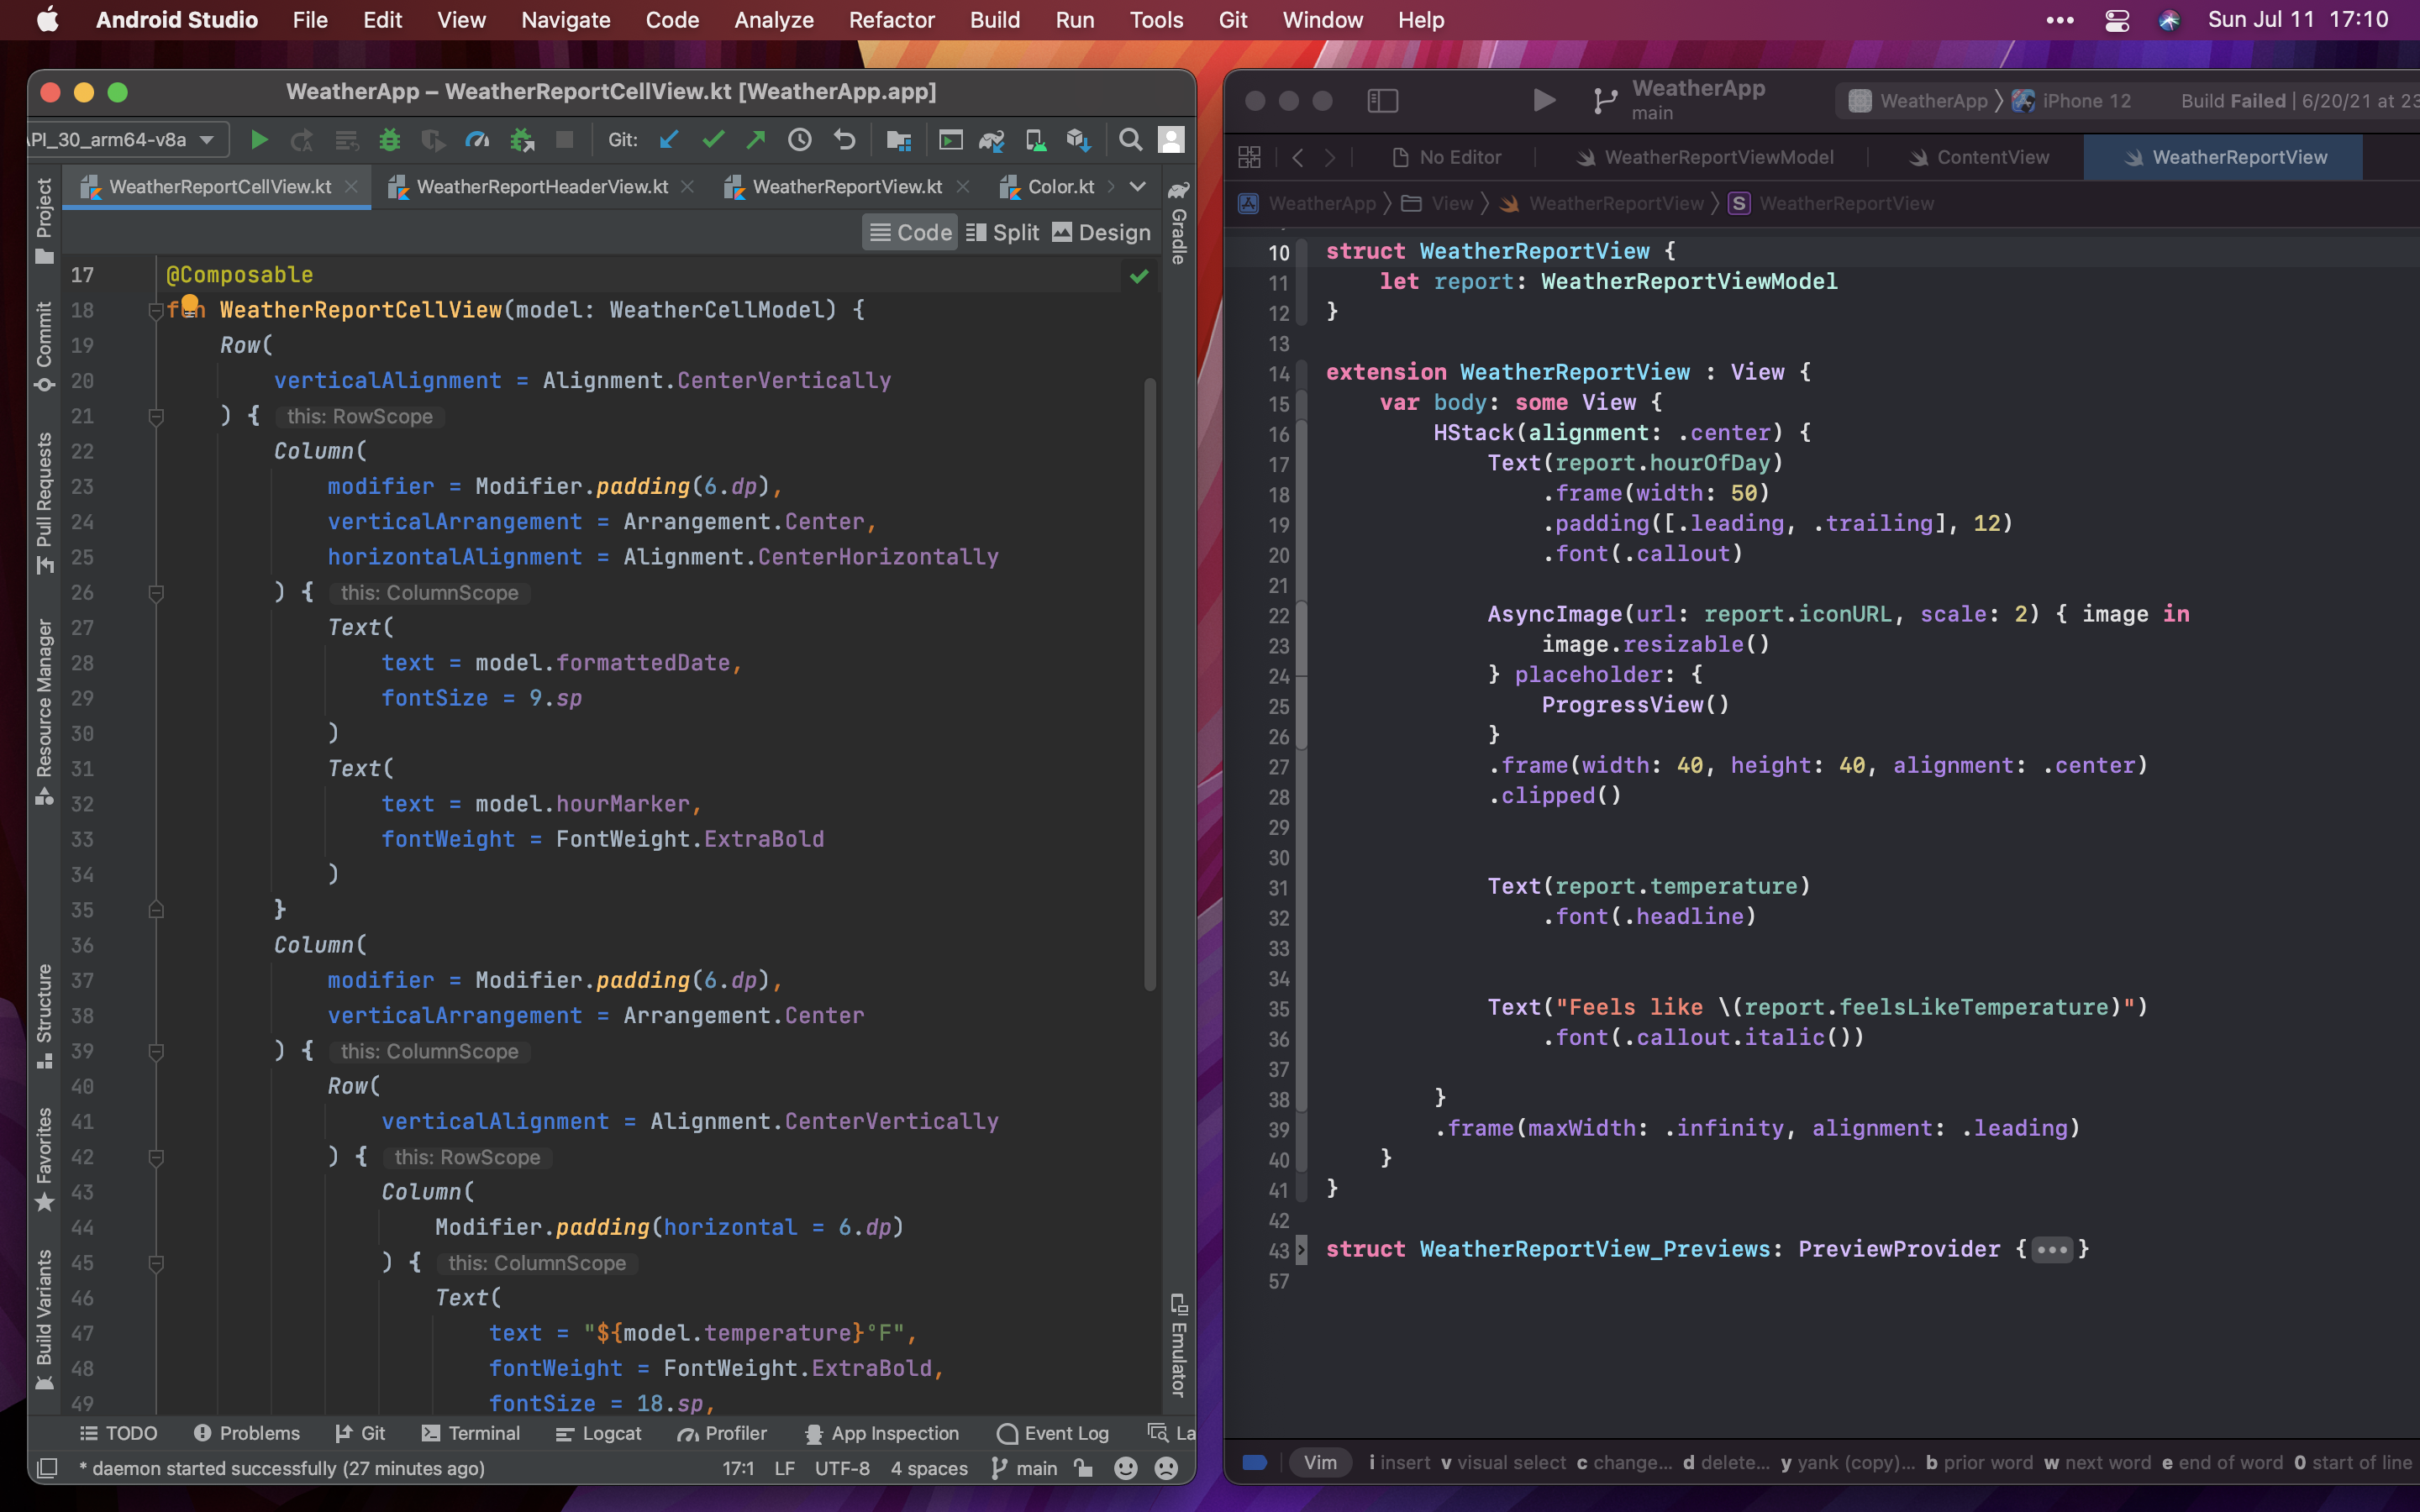 Android Studio File Edit View Navigate Code Analyze Refactor Build Run Tools Git Window Help Sun Jul 11 17:10
WeatherApp – WeatherReportCellView.kt [WeatherApp.app]
API_30_arm64-v8a Git:
WeatherReportCellView.kt WeatherReportHeaderView.kt WeatherReportView.kt Color.kt
Code Split Design
Project
Commit
Pull Requests
Resource Manager
Structure
Favorites
Build Variants
17 @Composable
18 fun WeatherReportCellView(model: WeatherCellModel) {
19 Row(
20 verticalAlignment = Alignment.CenterVertically
21 ) { this: RowScope
22 Column(
23 modifier = Modifier.padding(6.dp),
24 verticalArrangement = Arrangement.Center,
25 horizontalAlignment = Alignment.CenterHorizontally
26 ) { this: ColumnScope
27 Text(
28 text = model.formattedDate,
29 fontSize = 9.sp
30 )
31 Text(
32 text = model.hourMarker,
33 fontWeight = FontWeight.ExtraBold
34 )
35 }
36 Column(
37 modifier = Modifier.padding(6.dp),
38 verticalArrangement = Arrangement.Center
39 ) { this: ColumnScope
40 Row(
41 verticalAlignment = Alignment.CenterVertically
42 ) { this: RowScope
43 Column(
44 Modifier.padding(horizontal = 6.dp)
45 ) { this: ColumnScope
46 Text(
47 text = "${model.temperature}°F",
48 fontWeight = FontWeight.ExtraBold,
49 fontSize = 18.sp,
Gradle
Emulator
TODO Problems Git Terminal Logcat Profiler App Inspection Event Log La
* daemon started successfully (27 minutes ago) 17:1 LF UTF-8 4 spaces main
WeatherApp
main
WeatherApp iPhone 12 Build Failed | 6/20/21 at 23
No Editor WeatherReportViewModel ContentView WeatherReportView
WeatherApp View WeatherReportView S WeatherReportView
10 struct WeatherReportView {
11 let report: WeatherReportViewModel
12 }
13
14 extension WeatherReportView : View {
15 var body: some View {
16 HStack(alignment: .center) {
17 Text(report.hourOfDay)
18 .frame(width: 50)
19 .padding([.leading, .trailing], 12)
20 .font(.callout)
21
22 AsyncImage(url: report.iconURL, scale: 2) { image in
23 image.resizable()
24 } placeholder: {
25 ProgressView()
26 }
27 .frame(width: 40, height: 40, alignment: .center)
28 .clipped()
29
30
31 Text(report.temperature)
32 .font(.headline)
33
34
35 Text("Feels like \(report.feelsLikeTemperature)")
36 .font(.callout.italic())
37
38 }
39 .frame(maxWidth: .infinity, alignment: .leading)
40 }
41 }
42
43 struct WeatherReportView_Previews: PreviewProvider {•••}
57
Vim i insert v visual select c change... d delete... y yank (copy)... b prior word w next word e end of word 0 start of line